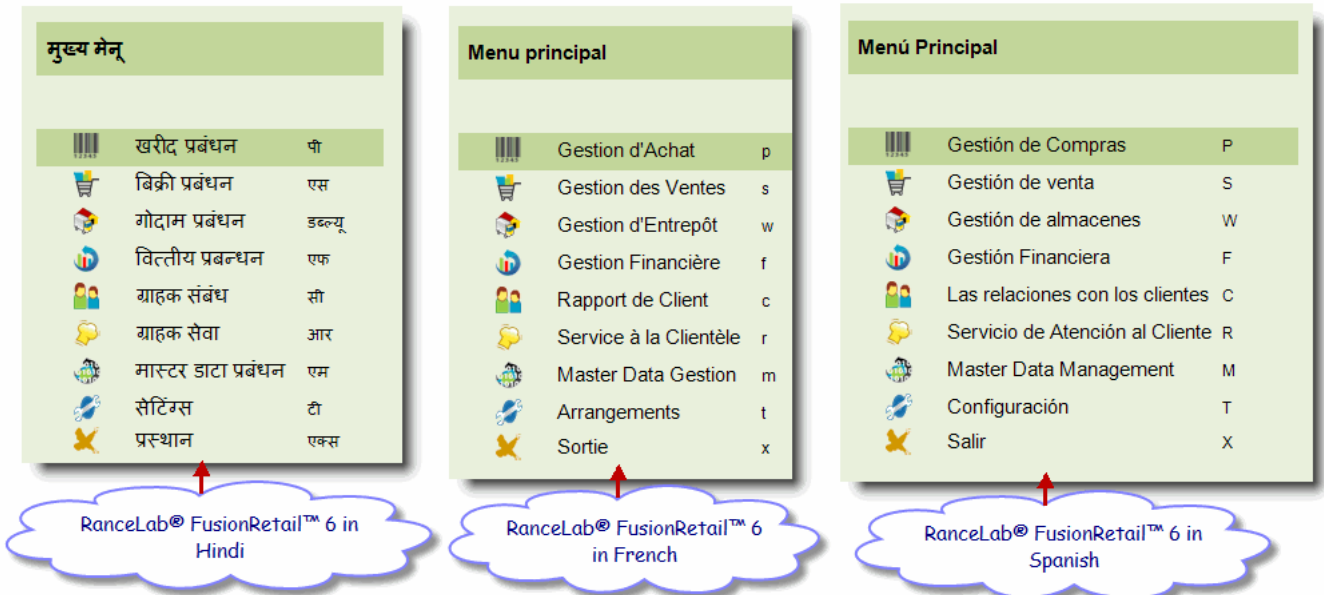 मुख्य मेनू
खरीद प्रबंधन पी
बिक्री प्रबंधन एस
गोदाम प्रबंधन डब्ल्यू
वित्तीय प्रबन्धन एफ
ग्राहक संबंध सी
ग्राहक सेवा आर
मास्टर डाटा प्रबंधन एम
सेटिंग्स टी
प्रस्थान एक्स
RanceLab® FusionRetail™ 6 in
Hindi
Menu principal
Gestion d'Achat p
Gestion des Ventes s
Gestion d'Entrepôt w
Gestion Financière f
Rapport de Client c
Service à la Clientèle r
Master Data Gestion m
Arrangements t
Sortie x
RanceLab® FusionRetail™ 6
in French
Menú Principal
Gestión de Compras P
Gestión de venta S
Gestión de almacenes W
Gestión Financiera F
Las relaciones con los clientes C
Servicio de Atención al Cliente R
Master Data Management M
Configuración T
Salir X
RanceLab® FusionRetail™ 6 in
Spanish